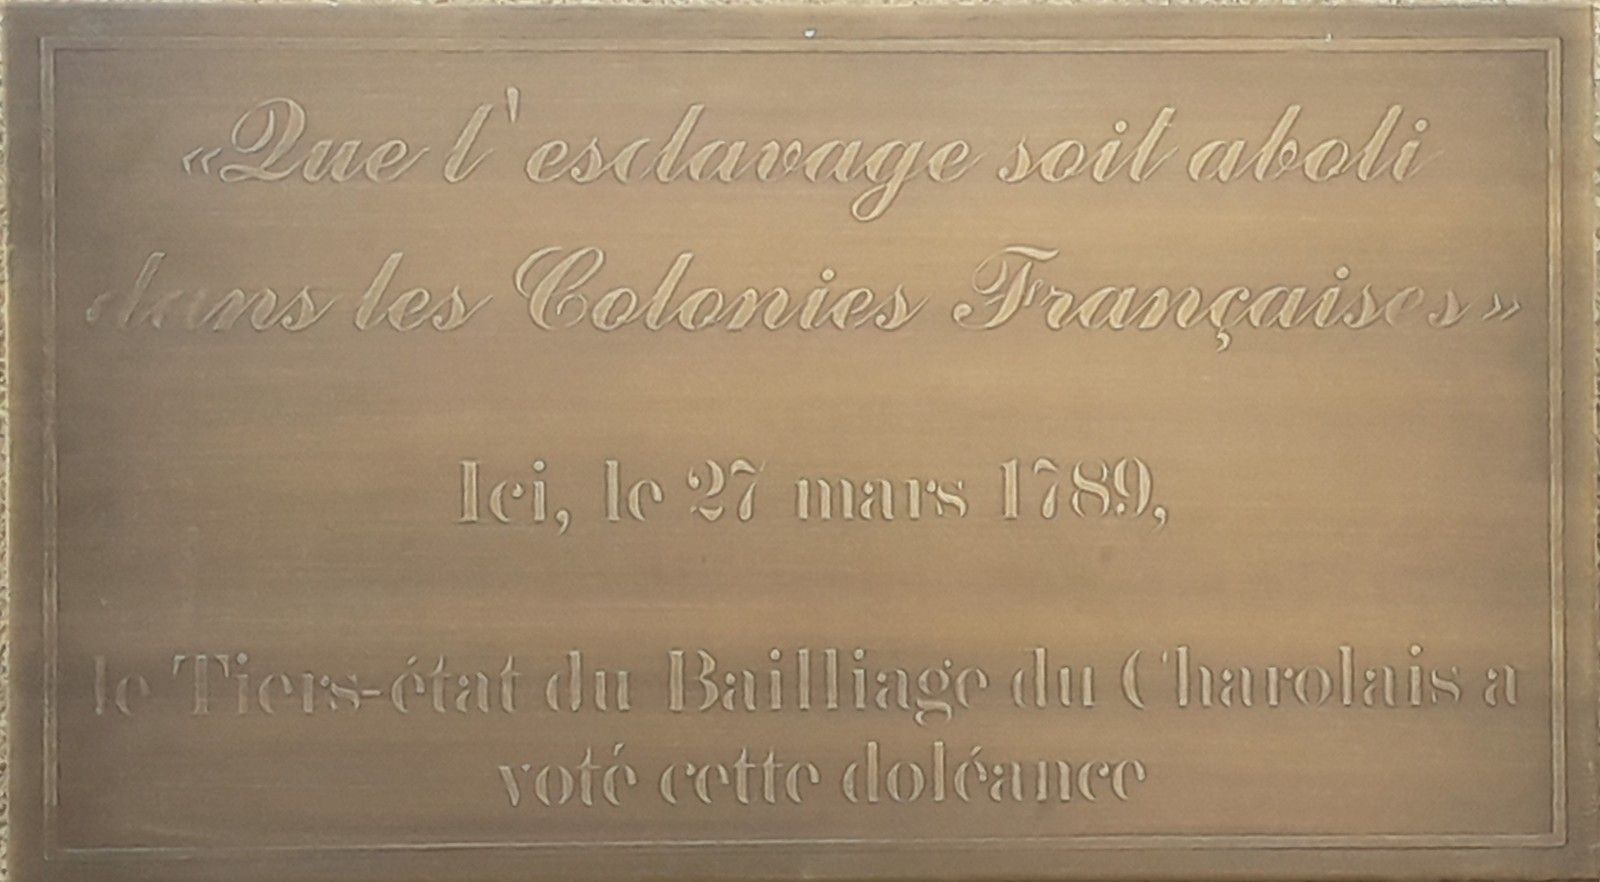 «Que l'esclavage soit aboli
dans les Colonies Françaises»
Ici, le 27 mars 1789,
le Tiers-état du Bailliage du Charolais a
voté cette doléance